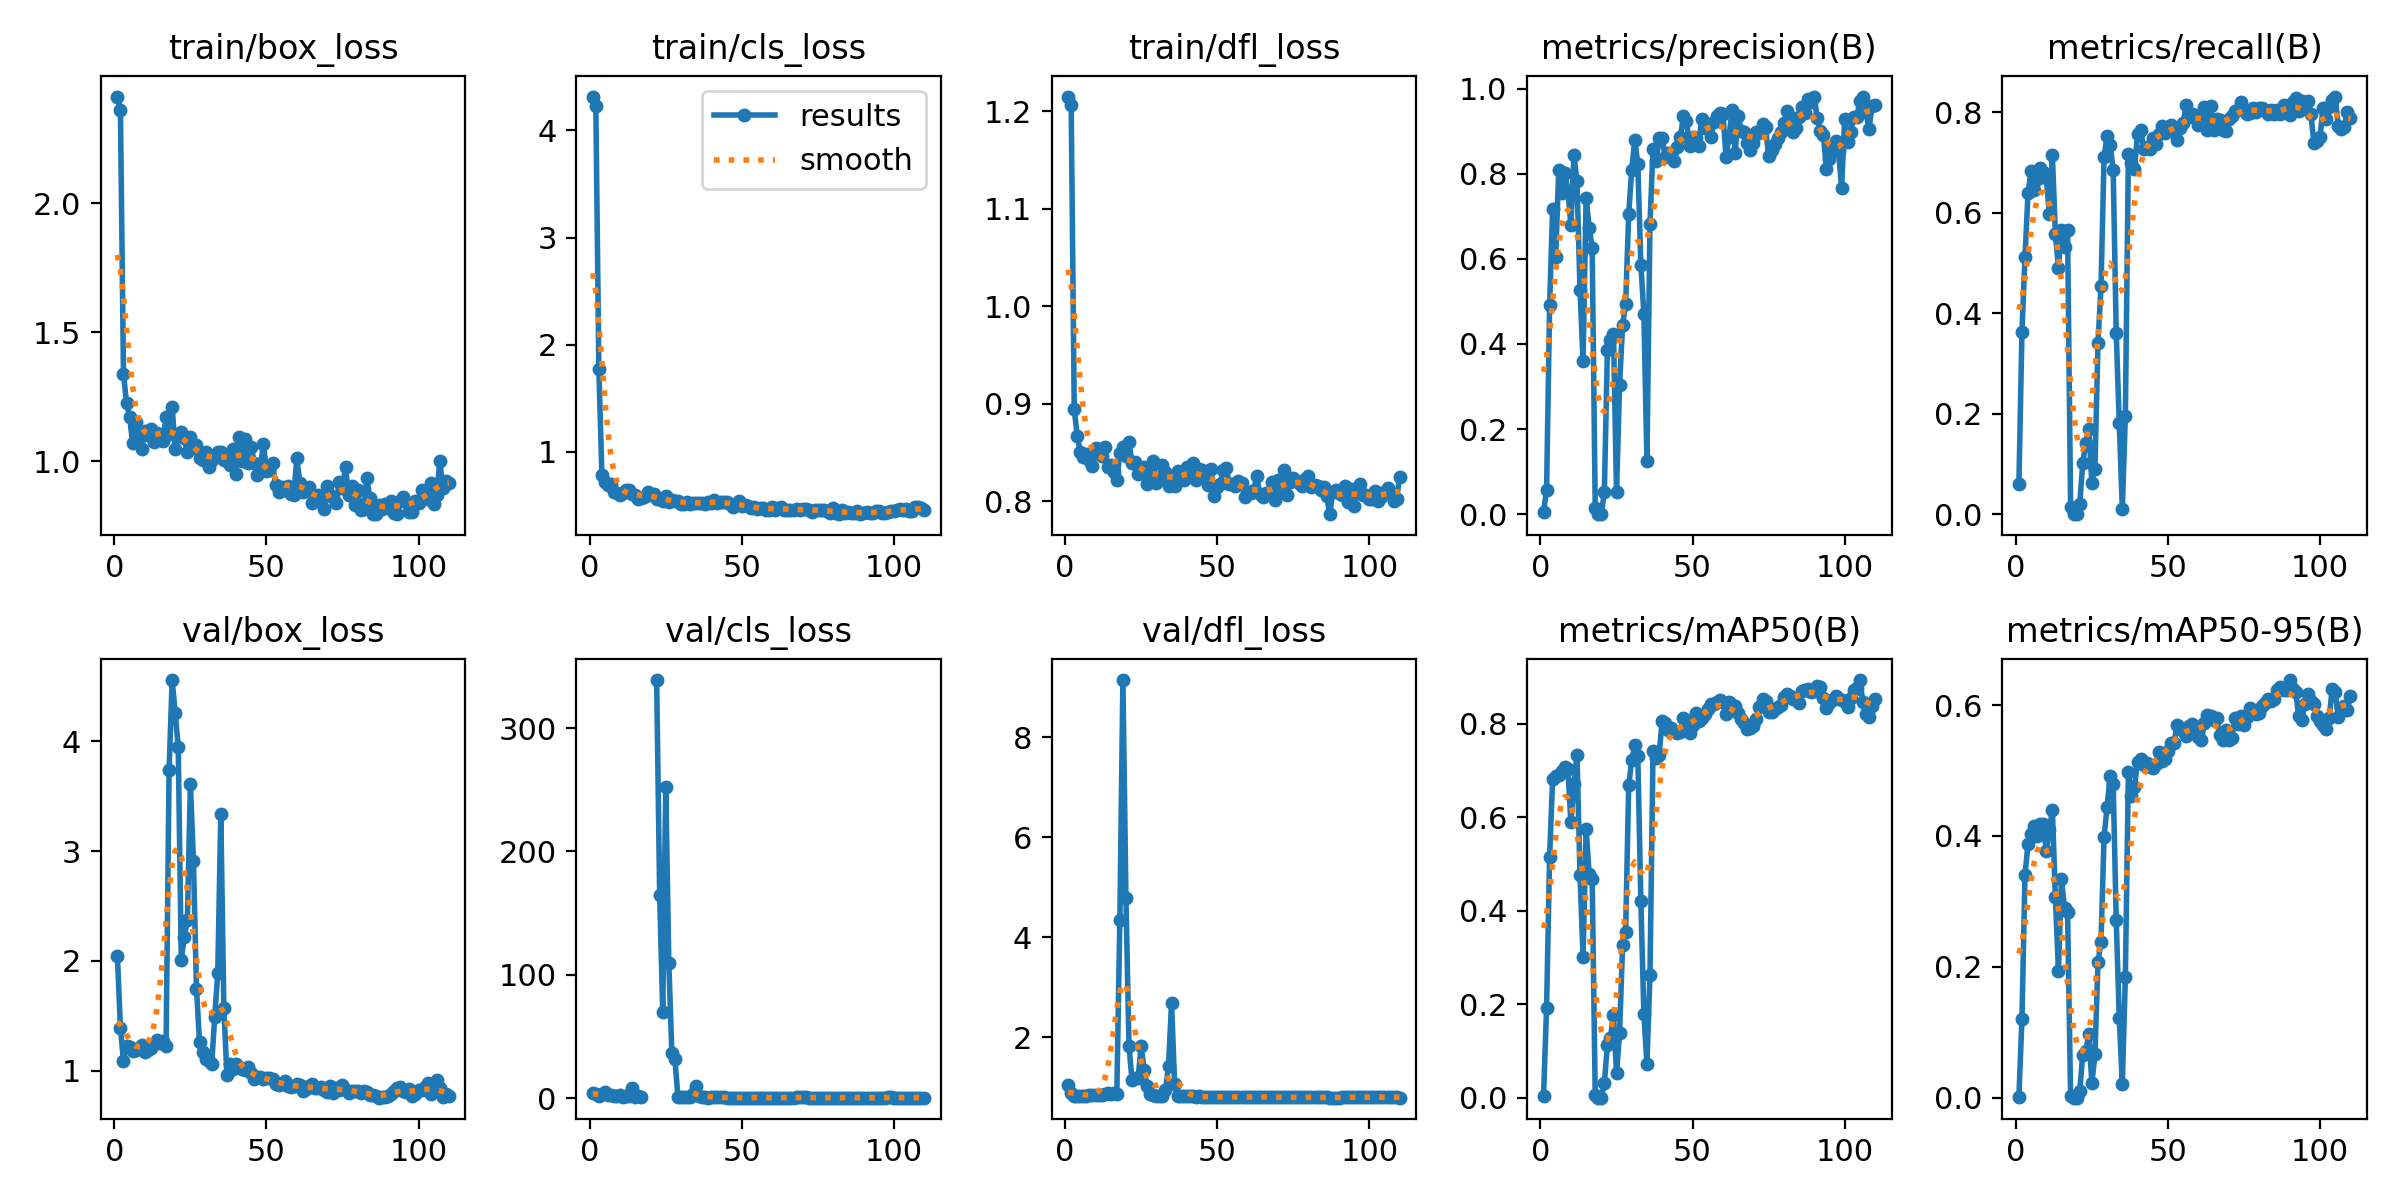 train/box_loss
2.0
1.5
1.0
0 50 100
train/cls_loss
results
smooth
4
3
2
1
0 50 100
train/dfl_loss
1.2
1.1
1.0
0.9
0.8
0 50 100
metrics/precision(B)
1.0
0.8
0.6
0.4
0.2
0.0
0 50 100
metrics/recall(B)
0.8
0.6
0.4
0.2
0.0
0 50 100
val/box_loss
4
3
2
1
0 50 100
val/cls_loss
300
200
100
0
0 50 100
val/dfl_loss
8
6
4
2
0 50 100
metrics/mAP50(B)
0.8
0.6
0.4
0.2
0.0
0 50 100
metrics/mAP50-95(B)
0.6
0.4
0.2
0.0
0 50 100